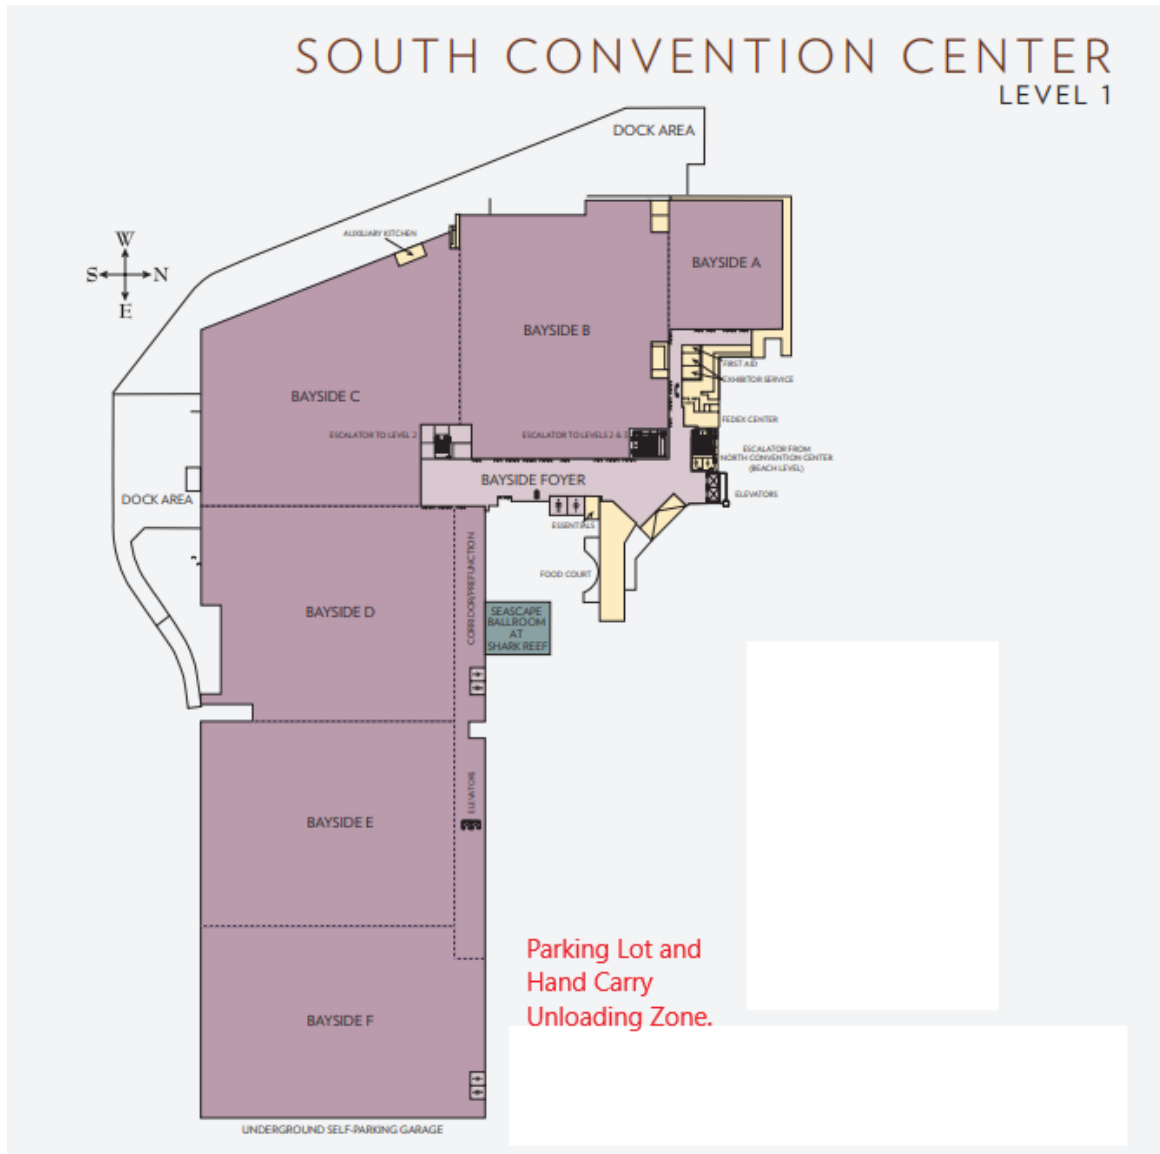 SOUTH CONVENTION CENTER
LEVEL 1
DOCK AREA
W
S
N
E
AUXILIARY KITCHEN
BAYSIDE A
BAYSIDE B
FIRST AID
EXHIBITOR SERVICE
BAYSIDE C
FEDEX CENTER
ESCALATOR TO LEVEL 2
ESCALATOR TO LEVELS 2 & 3
ESCALATOR FROM
NORTH CONVENTION CENTER
(BEACH LEVEL)
BAYSIDE FOYER
ELEVATORS
DOCK AREA
ESSENTIALS
CORRIDOR/PREFUNCTION
FOOD COURT
BAYSIDE D
SEASCAPE
BALLROOM
AT
SHARK REEF
ELEVATORS
BAYSIDE E
Parking Lot and
Hand Carry
Unloading Zone.
BAYSIDE F
UNDERGROUND SELF-PARKING GARAGE